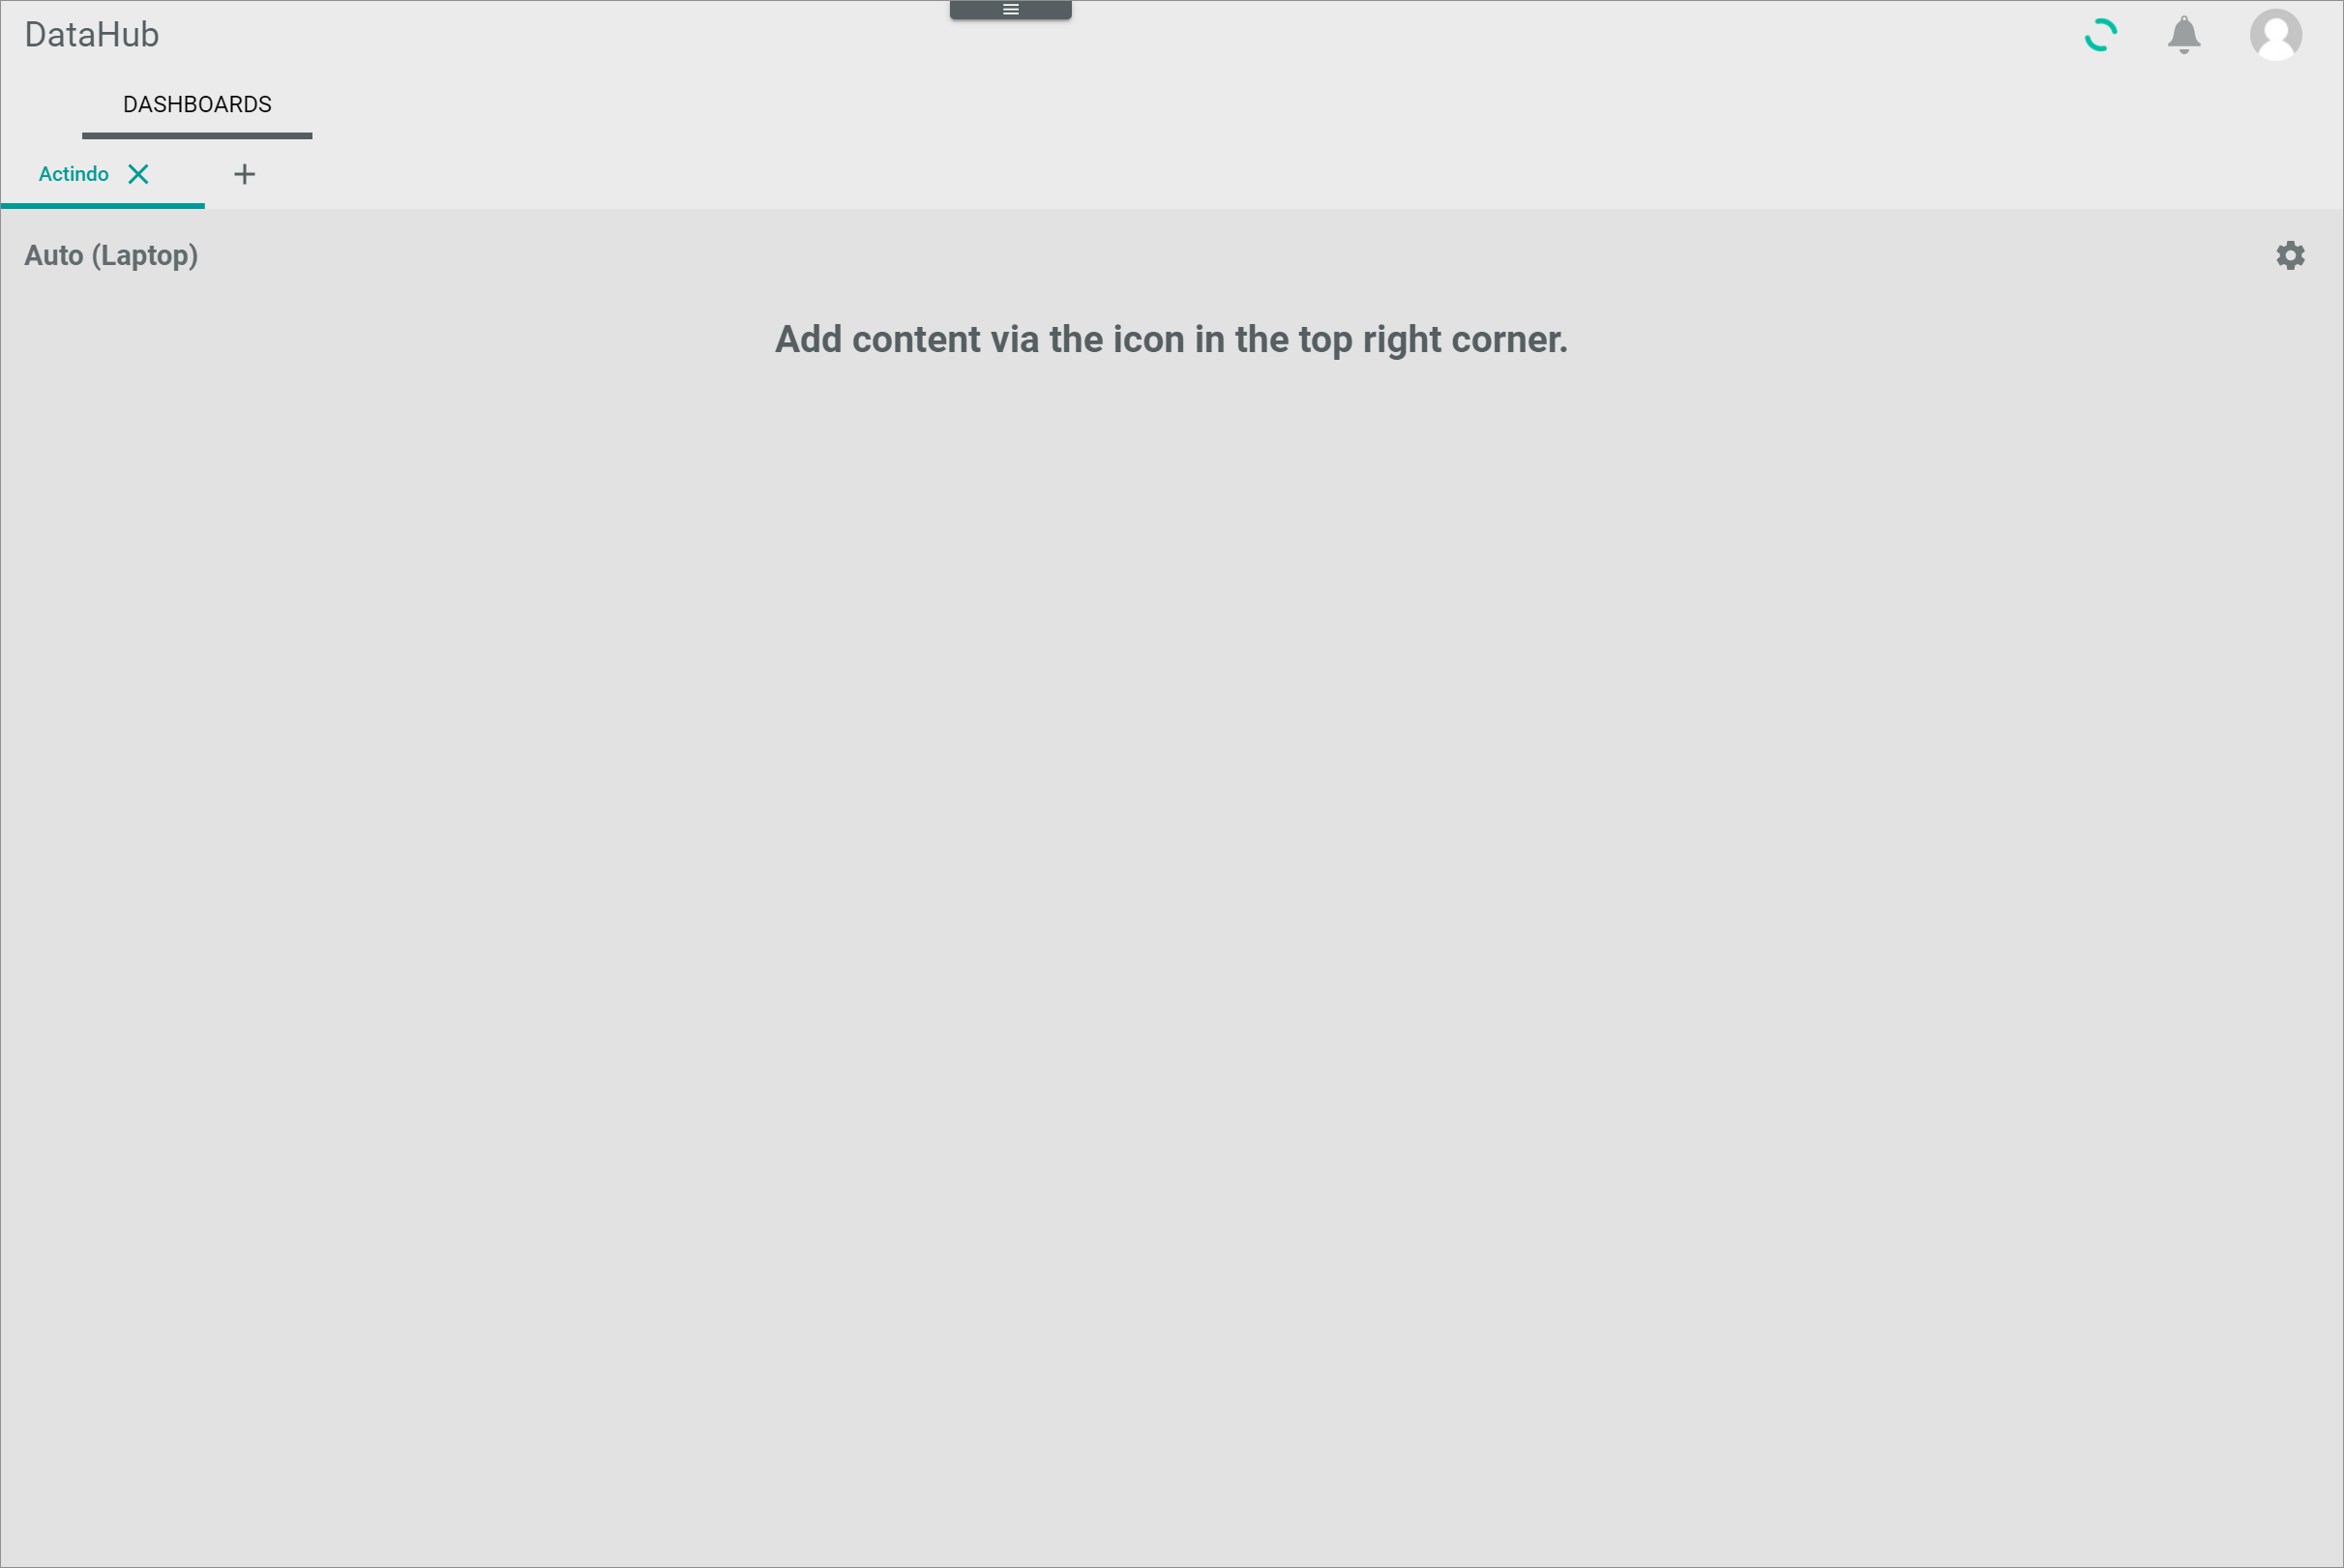 DataHub
DASHBOARDS
Actindo
Auto (Laptop)
Add content via the icon in the top right corner.